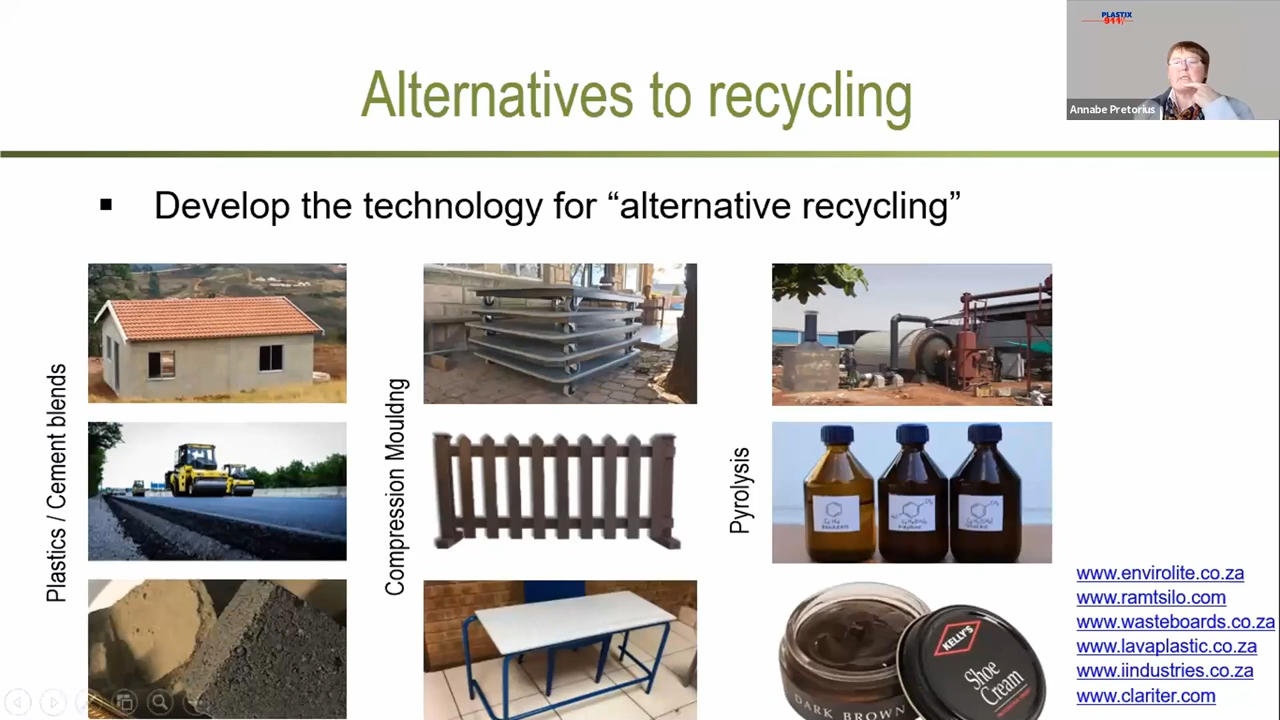 PLASTIX
911
Annabe Pretorius
Alternatives to recycling
Develop the technology for “alternative recycling”
Plastics / Cement blends
Compression Mouldng
Pyrolysis
KELLY'S
Shoe
Cream
DARK BROWN
www.envirolite.co.za
www.ramtsilo.com
www.wasteboards.co.za
www.lavaplastic.co.za
www.iindustries.co.za
www.clariter.com